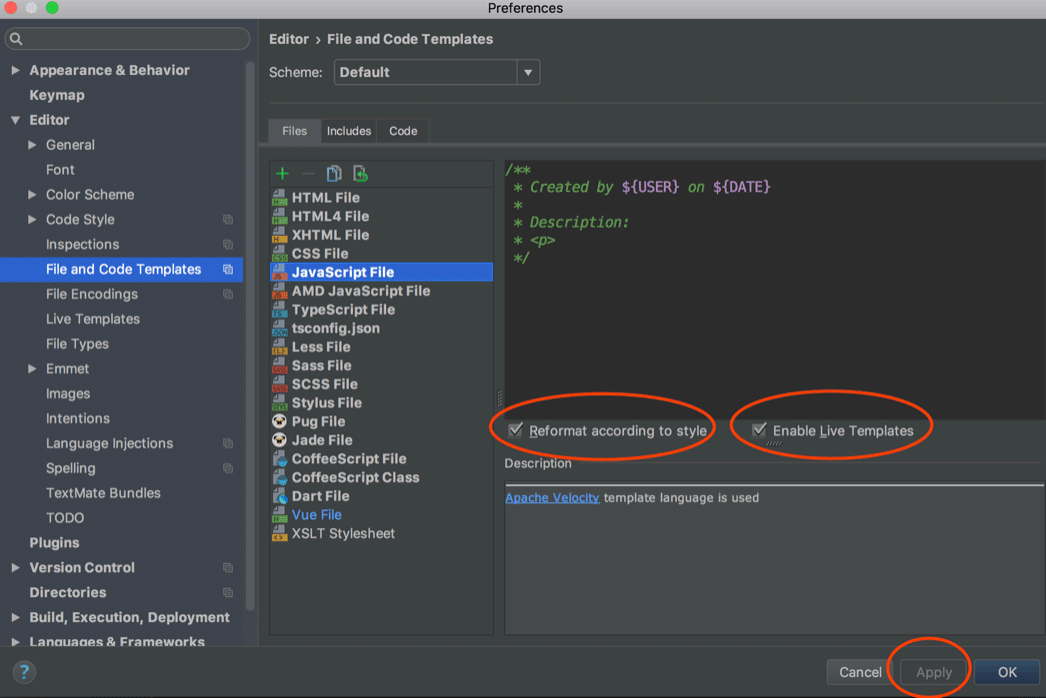 Preferences
Appearance & Behavior
Keymap
Editor
General
Font
Color Scheme
Code Style
Inspections
File and Code Templates
File Encodings
Live Templates
File Types
Emmet
Images
Intentions
Language Injections
Spelling
TextMate Bundles
TODO
Plugins
Version Control
Directories
Build, Execution, Deployment
Languages & Frameworks
?
Editor › File and Code Templates
Scheme: Default
Files Includes Code
HTML File
HTML4 File
XHTML File
CSS File
JavaScript File
AMD JavaScript File
TypeScript File
tsconfig.json
Less File
Sass File
SCSS File
Stylus File
Pug File
Jade File
CoffeeScript File
CoffeeScript Class
Dart File
Vue File
XSLT Stylesheet
/**
* Created by ${USER} on ${DATE}
*
* Description:
* <p>
*/
Reformat according to style Enable Live Templates
Description
Apache Velocity template language is used
Cancel Apply OK